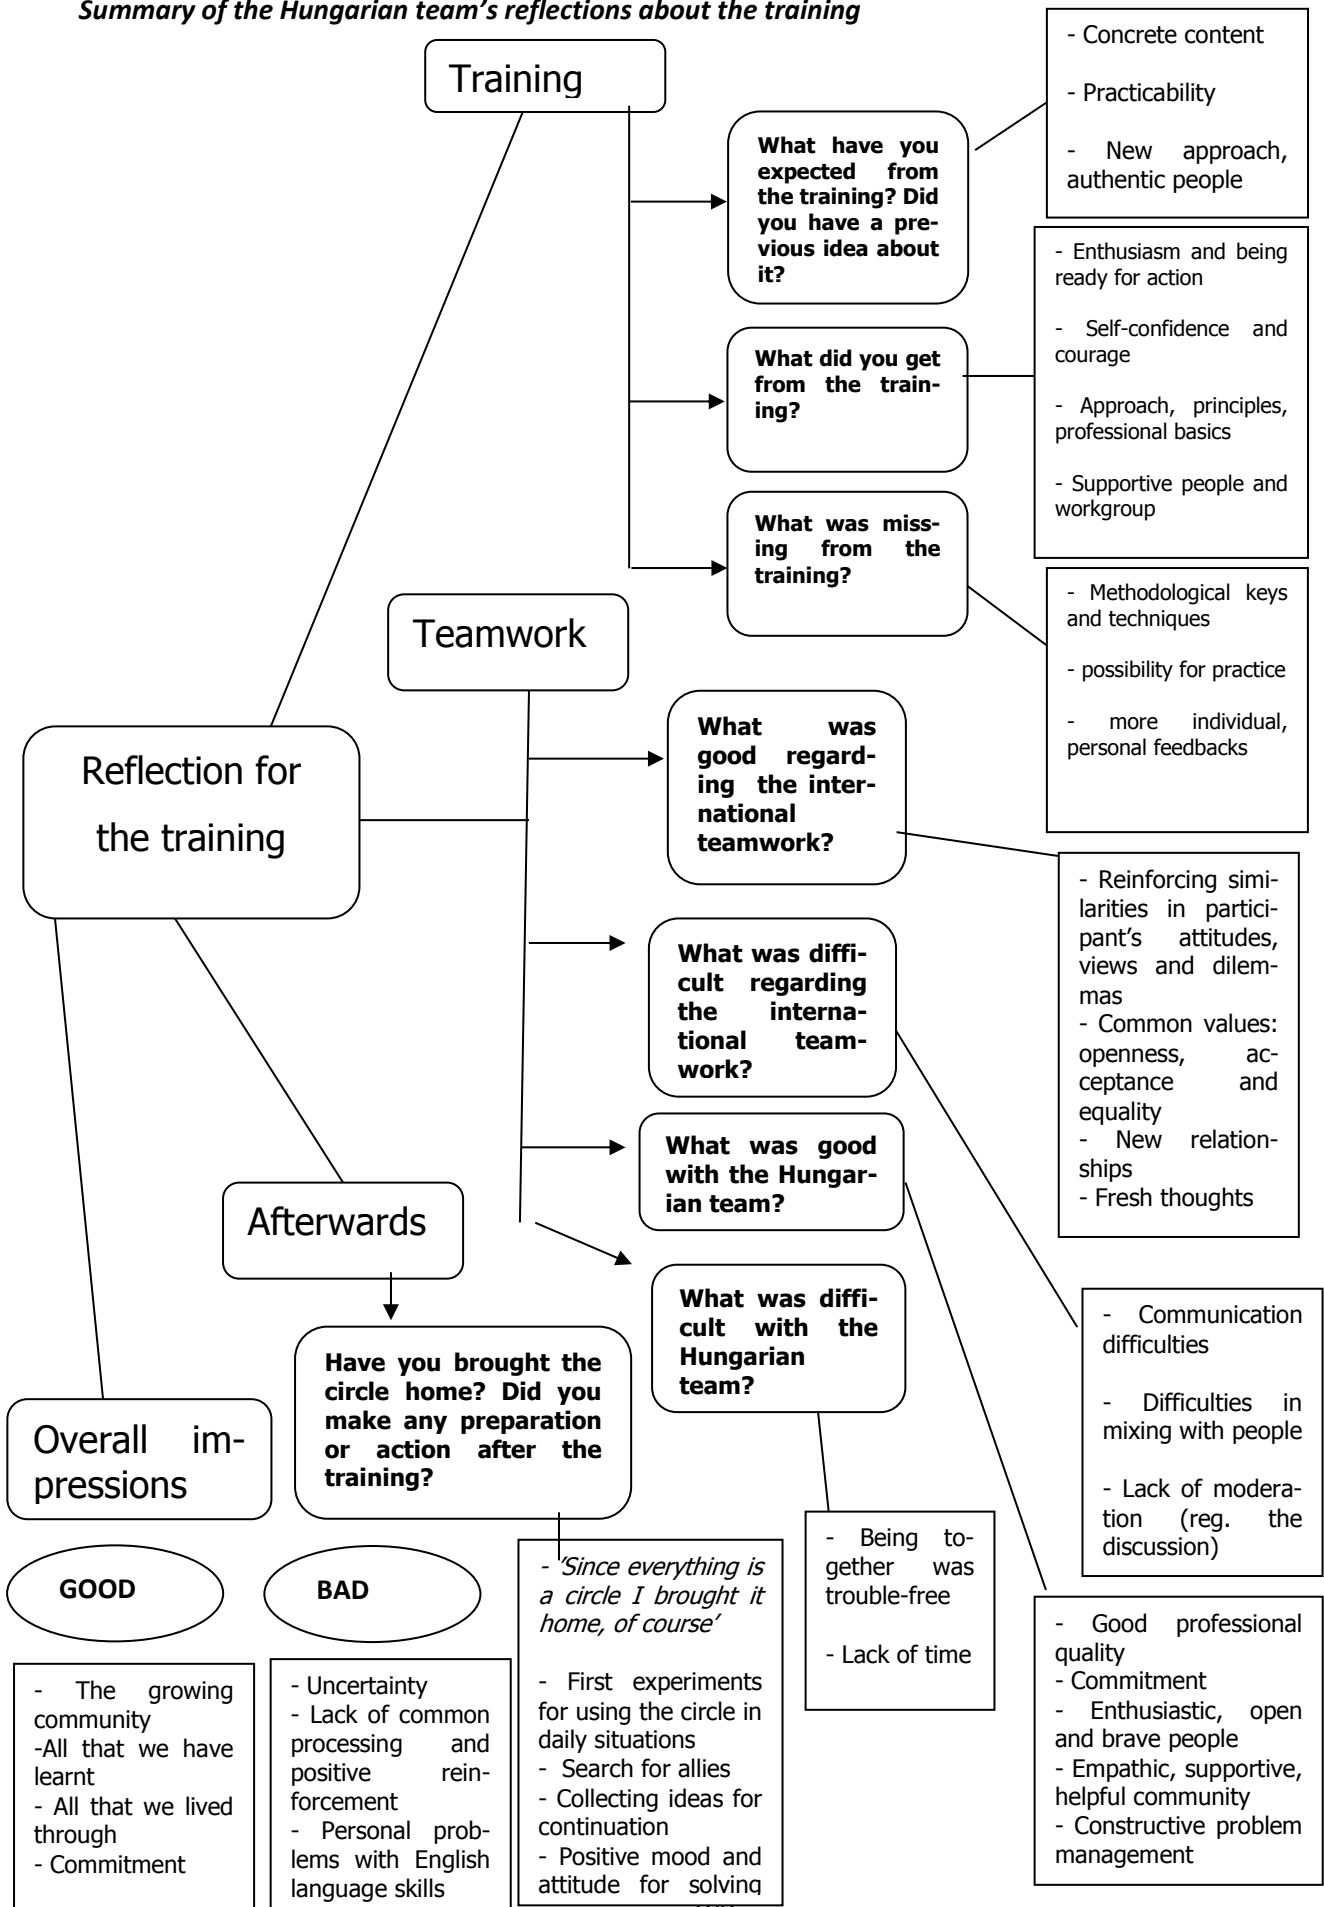 Summary of the Hungarian team's reflections about the training
Training
What have you
expected from
the training? Did
you have a pre-
vious idea about
it?
- Concrete content
- Practicability
- New approach,
authentic people
What did you get
from the train-
ing?
- Enthusiasm and being
ready for action
- Self-confidence and
courage
- Approach, principles,
professional basics
- Supportive people and
workgroup
What was miss-
ing from the
training?
- Methodological keys
and techniques
- possibility for practice
- more individual,
personal feedbacks
Teamwork
Reflection for
the training
What was
good regard-
ing the inter-
national
teamwork?
- Reinforcing simi-
larities in partici-
pant's attitudes,
views and dilem-
mas
- Common values:
openness, ac-
ceptance and
equality
- New relation-
ships
- Fresh thoughts
What was diffi-
cult regarding
the interna-
tional team-
work?
- Communication
difficulties
- Difficulties in
mixing with people
- Lack of modera-
tion (reg. the
discussion)
What was good
with the Hungar-
ian team?
- Good professional
quality
- Commitment
- Enthusiastic, open
and brave people
- Empathic, supportive,
helpful community
- Constructive problem
management
What was diffi-
cult with the
Hungarian
team?
- Being to-
gether was
trouble-free
- Lack of time
Afterwards
Have you brought the
circle home? Did you
make any preparation
or action after the
training?
- 'Since everything is
a circle I brought it
home, of course'
- First experiments
for using the circle in
daily situations
- Search for allies
- Collecting ideas for
continuation
- Positive mood and
attitude for solving
Overall im-
pressions
GOOD
- The growing
community
-All that we have
learnt
- All that we lived
through
- Commitment
BAD
- Uncertainty
- Lack of common
processing and
positive rein-
forcement
- Personal prob-
lems with English
language skills